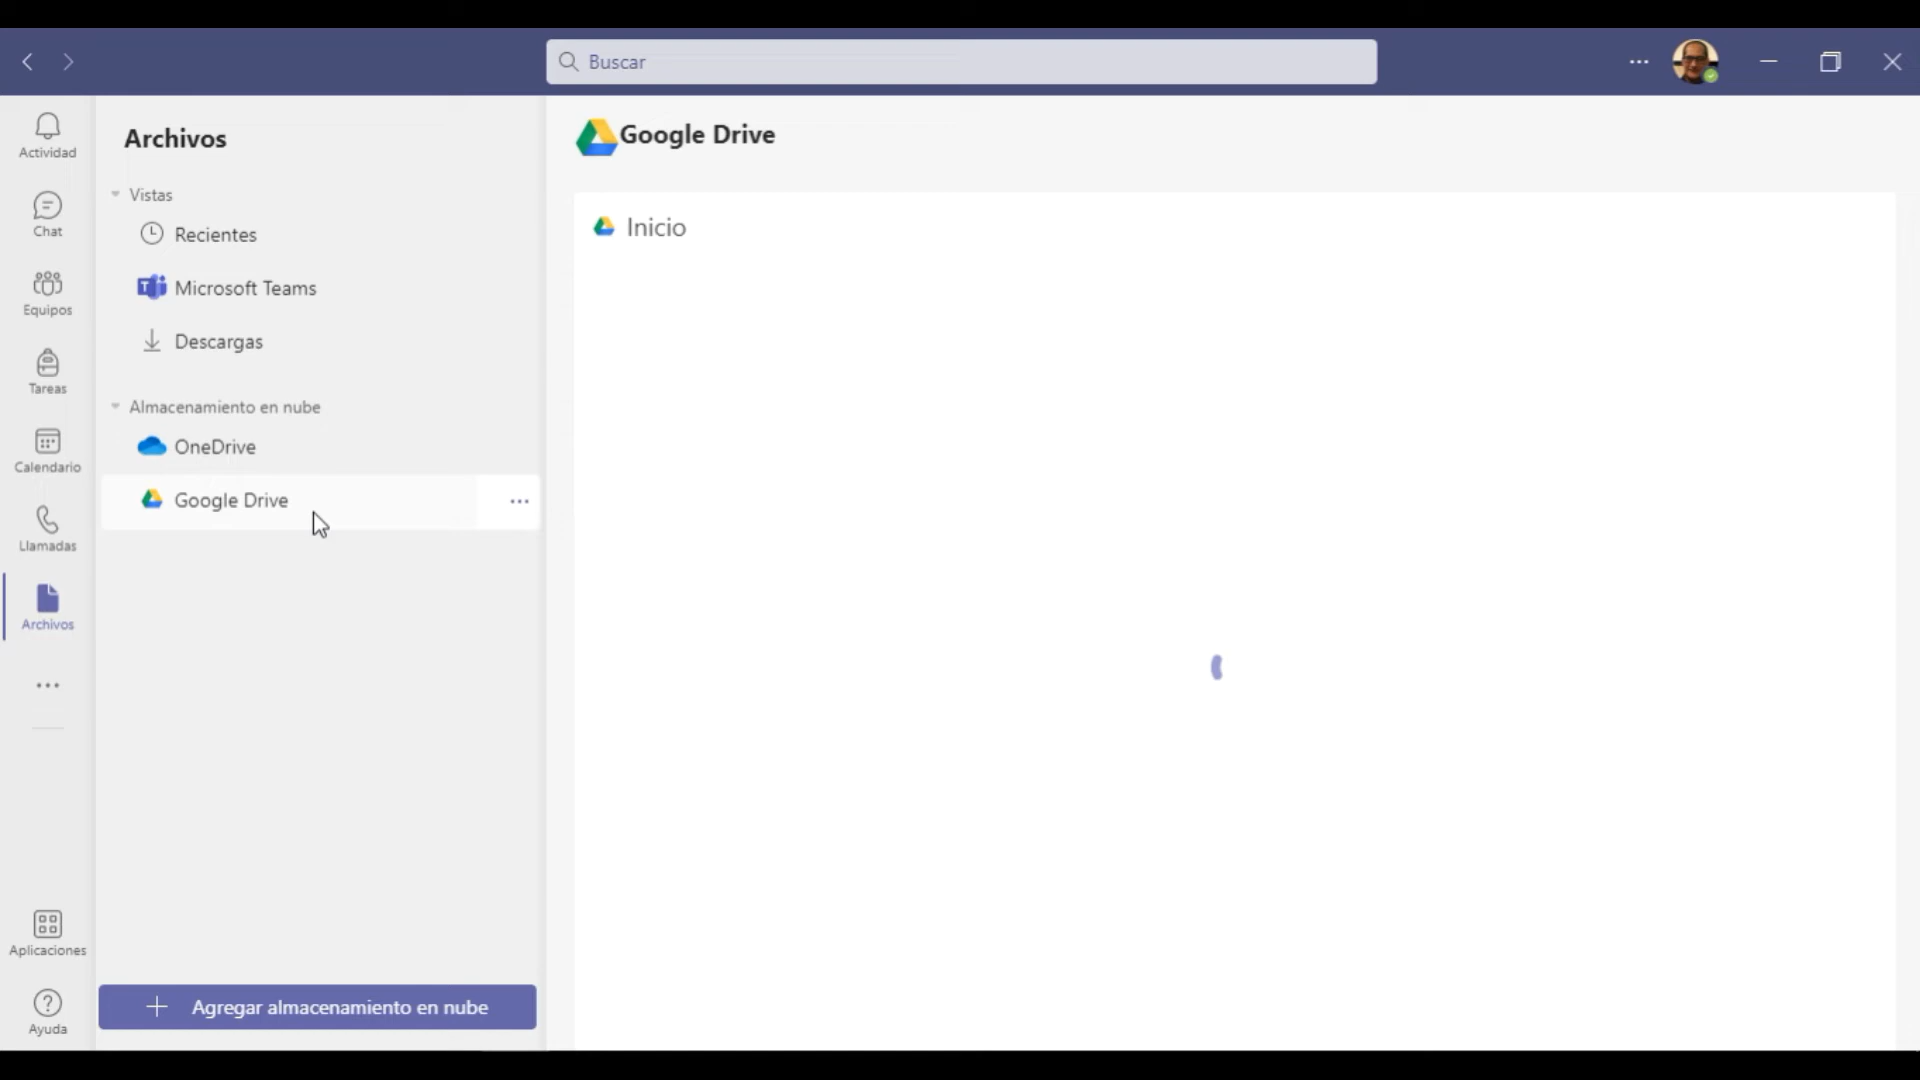 Buscar
Actividad
Chat
Equipos
Tareas
Calendario
Llamadas
Archivos
Aplicaciones
Ayuda
Archivos
Vistas
Recientes
Microsoft Teams
Descargas
Almacenamiento en nube
OneDrive
Google Drive
Agregar almacenamiento en nube
Google Drive
Inicio